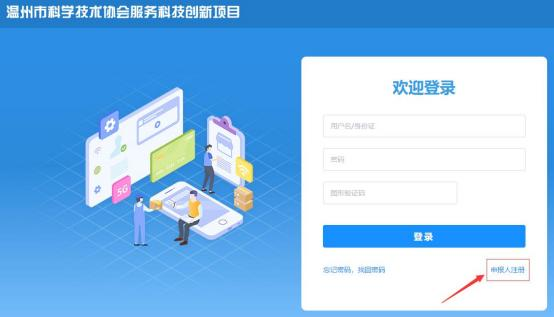 温州市科学技术协会服务科技创新项目
欢迎登录
用户名/身份证
密码
图形验证码
登录
忘记密码，找回密码
申报人注册
5G